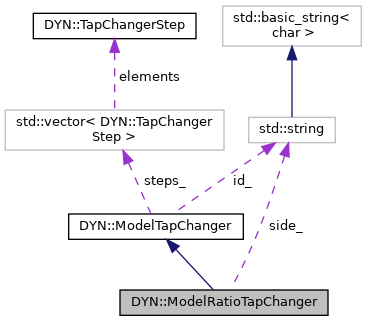 DYN::TapChangerStep
std::basic_string<
char >
elements
std::vector< DYN::TapChanger
Step >
std::string
steps_
id_
DYN::ModelTapChanger
side_
DYN::ModelRatioTapChanger